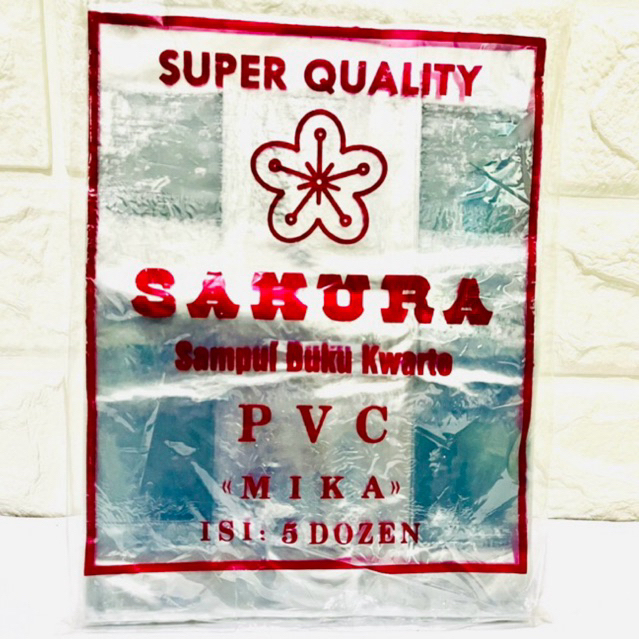 SUPER QUALITY
SAKURA
Sampul Buku Kwarto
PVC
«MIKA»
ISI: 5 DOZEN